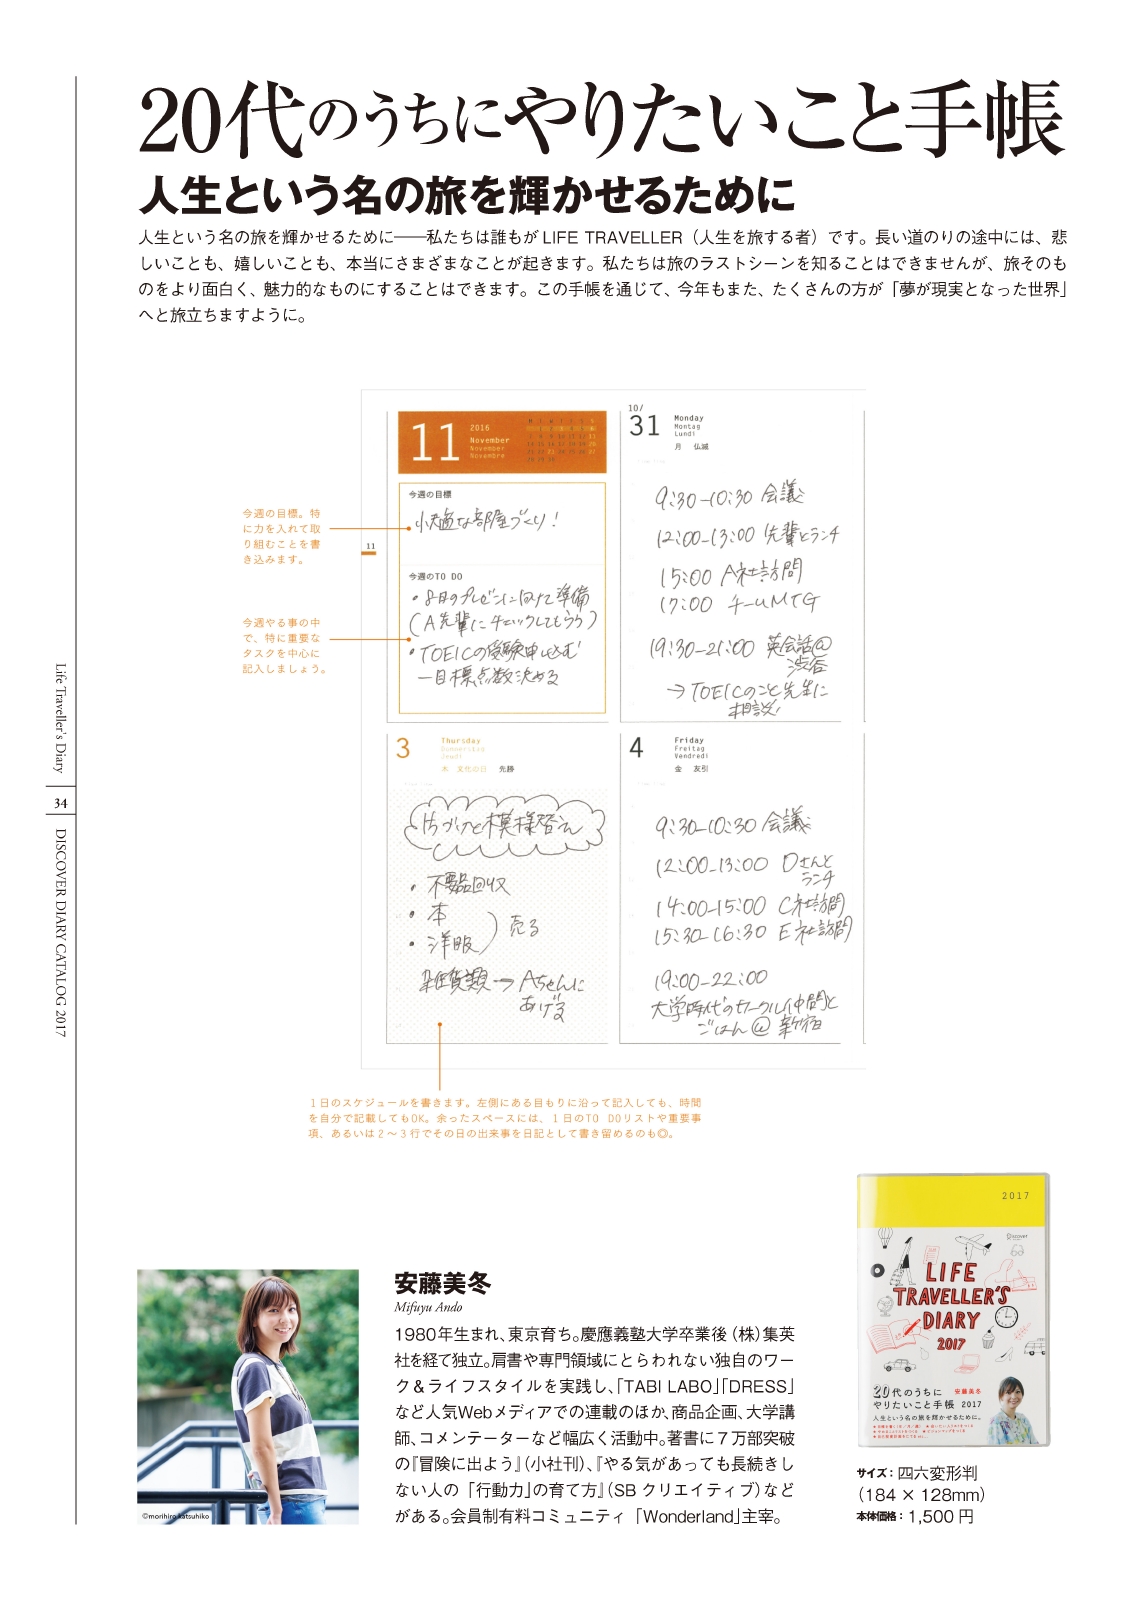 20代のうちにやりたいこと手帳
人生という名の旅を輝かせるために
人生という名の旅を輝かせるために――私たちは誰もが LIFE TRAVELLER（人生を旅する者）です。長い道のりの途中には、悲
しいことも、嬉しいことも、本当にさまざまなことが起きます。私たちは旅のラストシーンを知ることはできませんが、旅そのも
のをより面白く、魅力的なものにすることはできます。この手帳を通じて、今年もまた、たくさんの方が「夢が現実となった世界」
へと旅立ちますように。
11
2016
November
November
Novembre
今週の目標
快適な部屋づくり！
今週のTO DO
・8日のプレゼンに向けて準備
（A先輩にチェックしてもらう）
・TOEICの受験申し込む
―目標点数決める
今週の目標。特
に力を入れて取
り組むことを書
き込みます。
今週やる事の中
で、特に重要な
タスクを中心に
記入しましょう。
11
10/
31
Monday
Montag
Lundi
月 仏滅
9:30-10:30 会議
12:00-13:00 先輩とランチ
15:00 A社訪問
17:00 チームMTG
19:30-21:00 英会話@
渋谷
→TOEICのこと先生に
相談！
3
Thursday
Donnerstag
Jeudi
木 文化の日 先勝
片づけと模様替え
・不要品回収
・本
・洋服
売る
雑貨類→Aちゃんに
あげる
4
Friday
Freitag
Vendredi
金 友引
9:30-10:30 会議
12:00-13:00 Dさんと
ランチ
14:00-15:00 C社訪問
15:30-16:30 E社訪問
19:00-22:00
大学時代のサークル仲間と
ごはん@新宿
１日のスケジュールを書きます。左側にある目もりに沿って記入しても、時間
を自分で記載してもOK。余ったスペースには、１日のTO DOリストや重要事
項、あるいは２～３行でその日の出来事を日記として書き留めるのも◎。
Life Traveller's Diary
34
DISCOVER DIARY CATALOG 2017
©morihiro katsuhiko
安藤美冬
Mifuyu Ando
1980年生まれ、東京育ち。慶應義塾大学卒業後（株）集英
社を経て独立。肩書や専門領域にとらわれない独自のワー
ク＆ライフスタイルを実践し、「TABI LABO」「DRESS」
など人気Webメディアでの連載のほか、商品企画、大学講
師、コメンテーターなど幅広く活動中。著書に７万部突破
の『冒険に出よう』（小社刊）、『やる気があっても長続きし
ない人の「行動力」の育て方』（SB クリエイティブ）など
がある。会員制有料コミュニティ「Wonderland」主宰。
2017
Discover
LIFE
TRAVELLER'S
DIARY
2017
20代のうちに
やりたいこと手帳 2017
安藤美冬
人生という名の旅を輝かせるために。
サイズ：四六変形判
（184 × 128mm）
本体価格：1,500 円